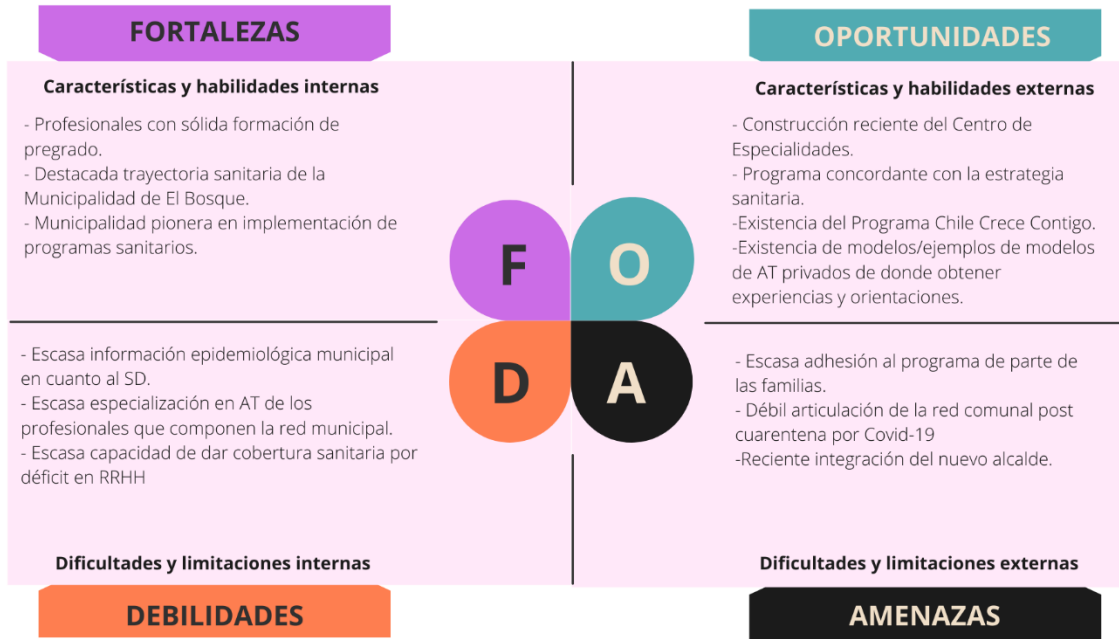 FORTALEZAS
Características y habilidades internas
- Profesionales con sólida formación de
pregrado.
- Destacada trayectoria sanitaria de la
Municipalidad de El Bosque.
- Municipalidad pionera en implementación de
programas sanitarios.
OPORTUNIDADES
Características y habilidades externas
- Construcción reciente del Centro de
Especialidades.
- Programa concordante con la estrategia
sanitaria.
-Existencia del Programa Chile Crece Contigo.
-Existencia de modelos/ejemplos de modelos
de AT privados de donde obtener
experiencias y orientaciones.
F
O
D
A
- Escasa información epidemiológica municipal
en cuanto al SD.
- Escasa especialización en AT de los
profesionales que componen la red municipal.
- Escasa capacidad de dar cobertura sanitaria por
déficit en RRHH
Dificultades y limitaciones internas
DEBILIDADES
- Escasa adhesión al programa de parte de
las familias.
- Débil articulación de la red comunal post
cuarentena por Covid-19
-Reciente integración del nuevo alcalde.
Dificultades y limitaciones externas
AMENAZAS